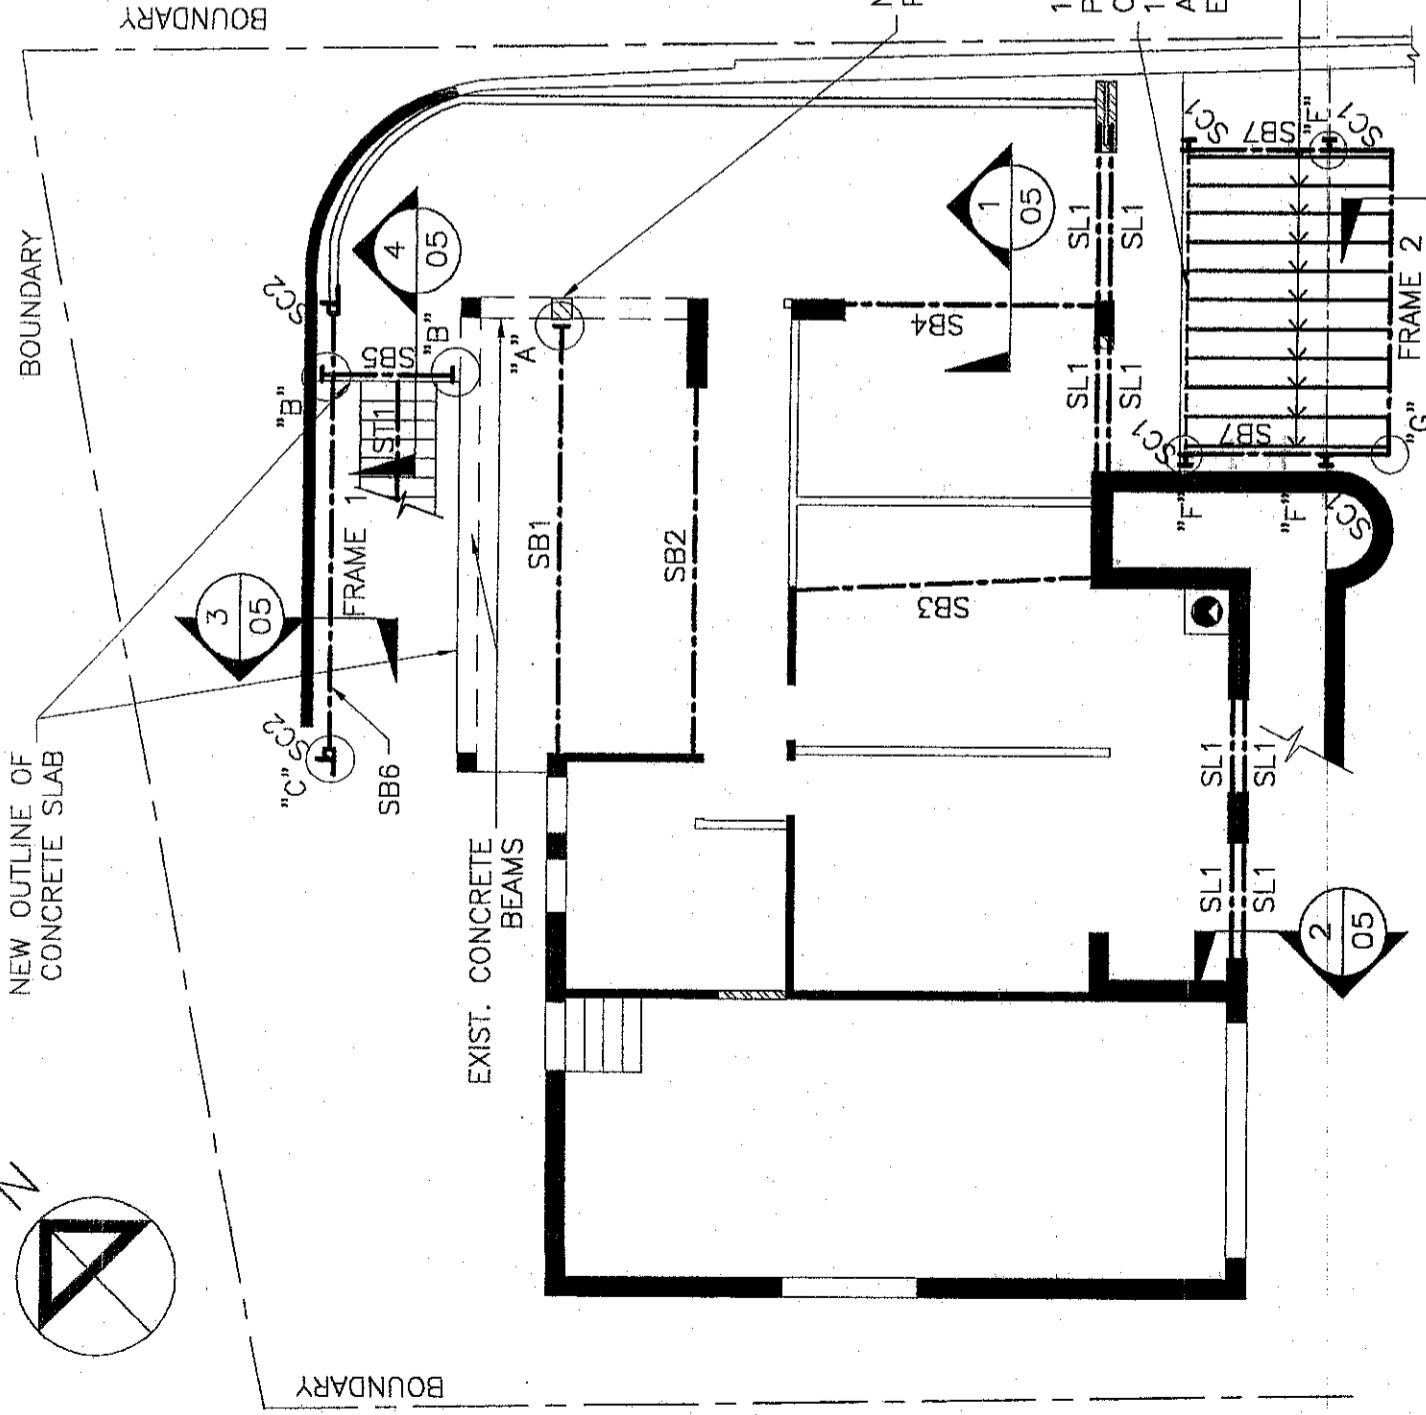 BOUNDARY
BOUNDARY
NEW OUTLINE OF
CONCRETE SLAB
N
3
05
4
05
"B"
"B"
SC2
SC2
"C"
SB5
ST1
FRAME 1
SB6
"A"
SB1
SB2
EXIST. CONCRETE
BEAMS
SB4
SB3
1
05
SL1
SL1
SL1
SL1
SC1
SB7
"F"
SC1
SC1
SB7
"F"
"F"
SC1
"G"
FRAME 2
SL1
SL1
SL1
SL1
2
05
BOUNDARY